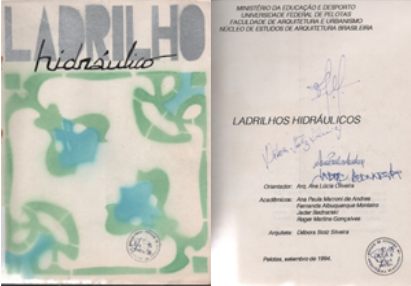 LADRILHO
hidráulico
MINISTÉRIO DA EDUCAÇÃO E DESPORTO
UNIVERSIDADE FEDERAL DE PELOTAS
FACULDADE DE ARQUITETURA E URBANISMO
NÚCLEO DE ESTUDOS DE ARQUITETURA BRASILEIRA
LADRILHOS HIDRÁULICOS
Orientador: Arq. Ana Lúcia Oliveira
Acadêmicos: Ana Paula Marroni de Andrea
Fernanda Albuquerque Monteiro
Jader Bednarski
Roger Martins Gonçalves
Arquiteta: Débora Stolz Silveira
Pelotas, setembro de 1994.